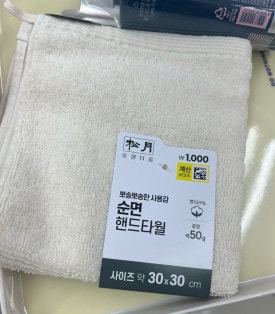 松月
송월타올
₩1,000
계산
뽀송뽀송한 사용감
순면
핸드타월
면100%
중량
약50g
사이즈 약 30x30 cm